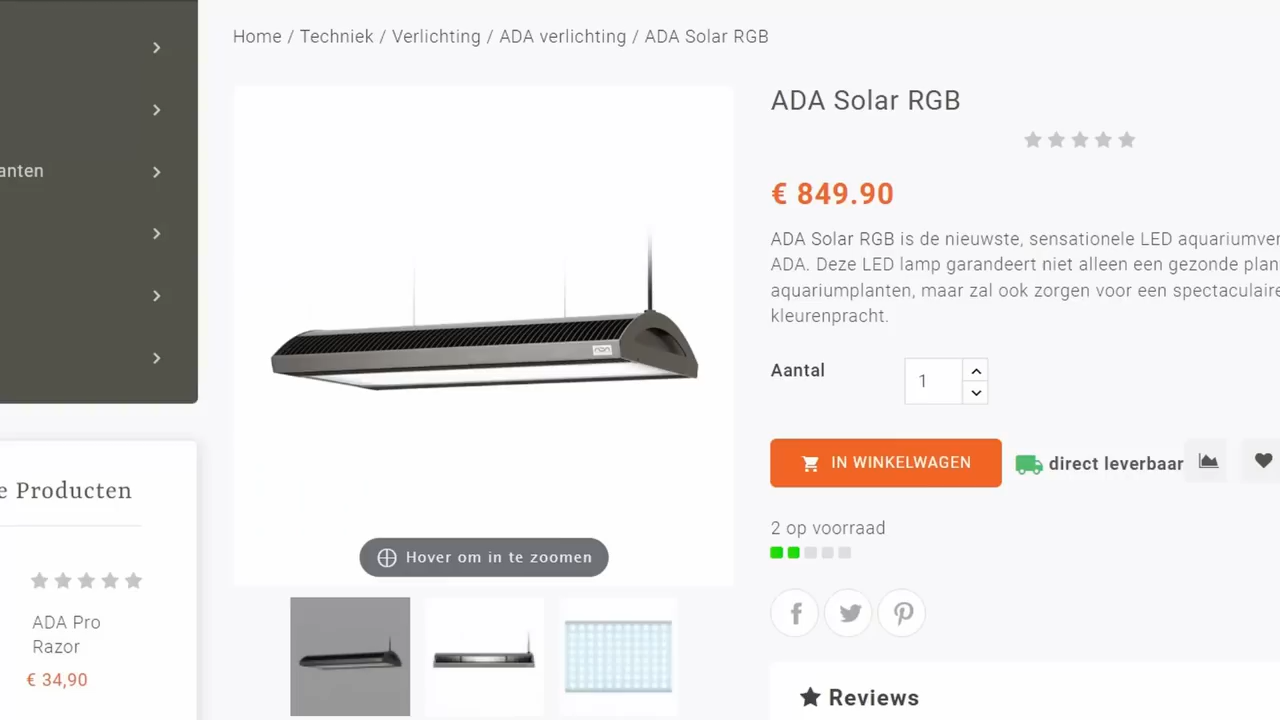 Home / Techniek / Verlichting / ADA verlichting / ADA Solar RGB
anten
ADA Solar RGB
€ 849.90
ADA Solar RGB is de nieuwste, sensationele LED
ADA. Deze LED lamp garandeert niet alleen een gezonde
aquariumplanten, maar zal ook zorgen voor een
kleurenpracht.
Aantal
1
IN WINKELWAGEN
direct leverbaar
2 op voorraad
Hover om in te zoomen
e Producten
ADA Pro
Razor
€ 34,90
Reviews